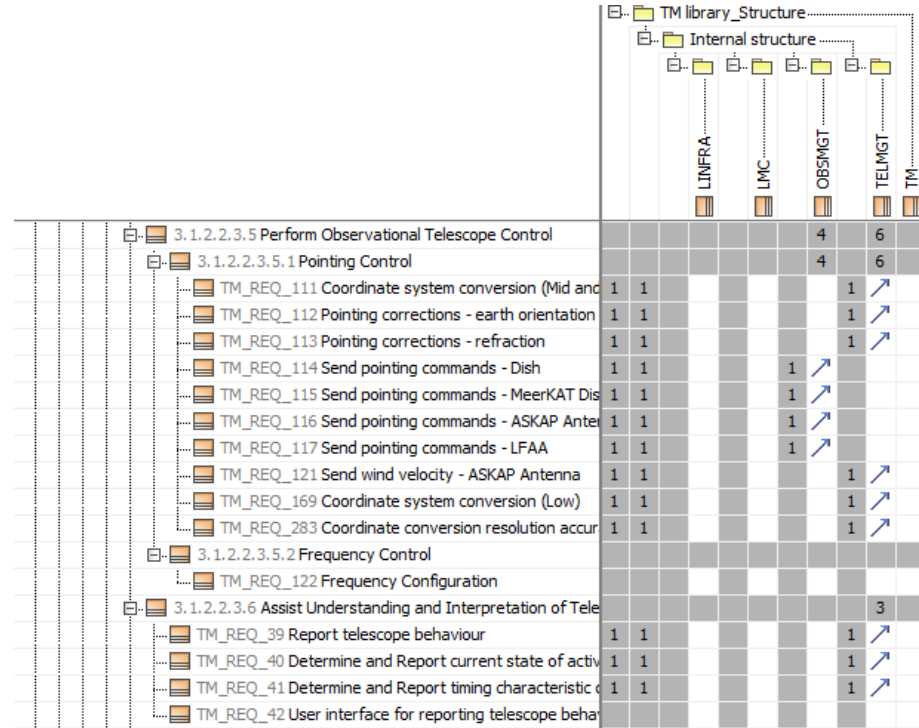 TM library_Structure
Internal structure
LINFRA
LMC
OBSMGT
TELMGT
TM
3.1.2.2.3.5 Perform Observational Telescope Control 4 6
3.1.2.2.3.5.1 Pointing Control 4 6
TM_REQ_111 Coordinate system conversion (Mid and 1 1 1
TM_REQ_112 Pointing corrections - earth orientation 1 1 1
TM_REQ_113 Pointing corrections - refraction 1 1 1
TM_REQ_114 Send pointing commands - Dish 1 1 1
TM_REQ_115 Send pointing commands - MeerKAT Dis 1 1 1
TM_REQ_116 Send pointing commands - ASKAP Anter 1 1 1
TM_REQ_117 Send pointing commands - LFAA 1 1 1
TM_REQ_121 Send wind velocity - ASKAP Antenna 1 1 1
TM_REQ_169 Coordinate system conversion (Low) 1 1 1
TM_REQ_283 Coordinate conversion resolution accur 1 1 1
3.1.2.2.3.5.2 Frequency Control
TM_REQ_122 Frequency Configuration
3.1.2.2.3.6 Assist Understanding and Interpretation of Tele 3
TM_REQ_39 Report telescope behaviour 1 1 1
TM_REQ_40 Determine and Report current state of activ 1 1 1
TM_REQ_41 Determine and Report timing characteristic c 1 1 1
TM_REQ_42 User interface for reporting telescope beha